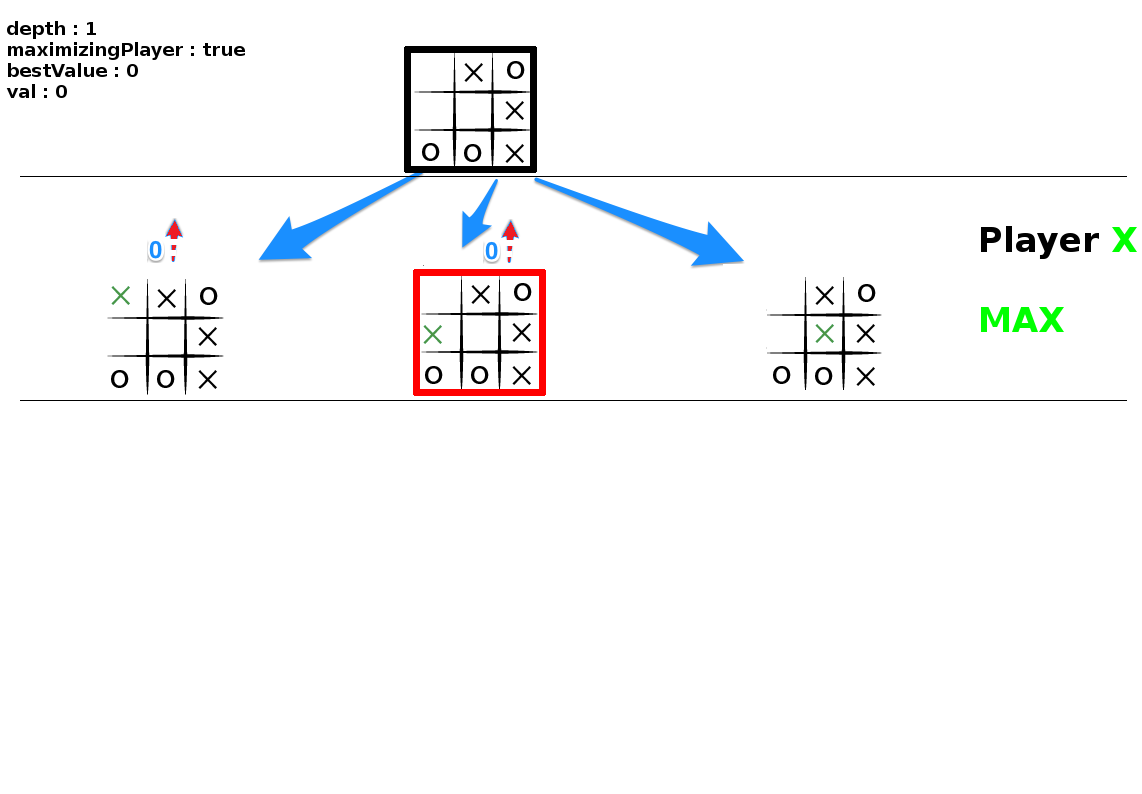 depth : 1
maximizingPlayer : true
bestValue : 0
val : 0
X O
X
O O X
Player X
0 0
X X O
X
O O X
X O
X X
O O X
X O
X X
O O X
MAX